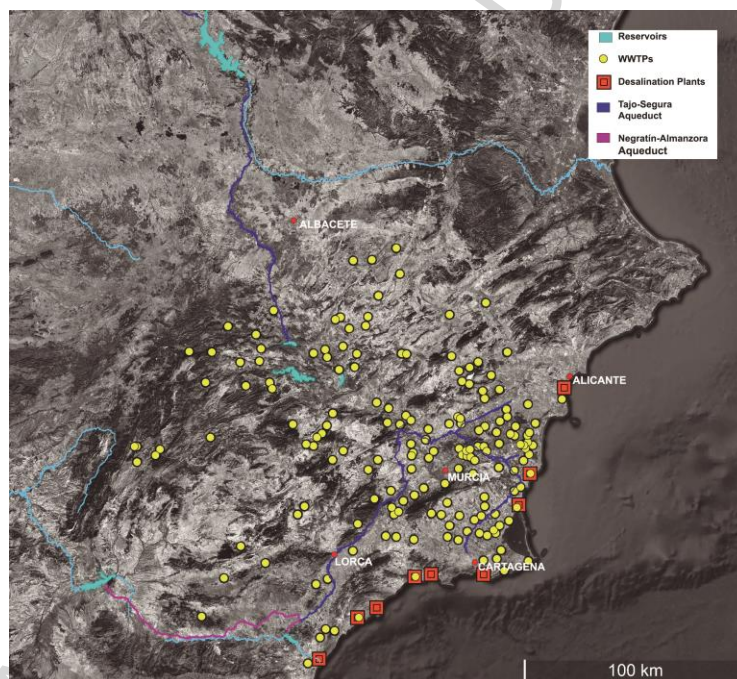 Reservoirs
WWTPs
Desalination Plants
Tajo-Segura
Aqueduct
Negratín-Almanzora
Aqueduct
ALBACETE
ALICANTE
MURCIA
LORCA
CARTAGENA
100 km